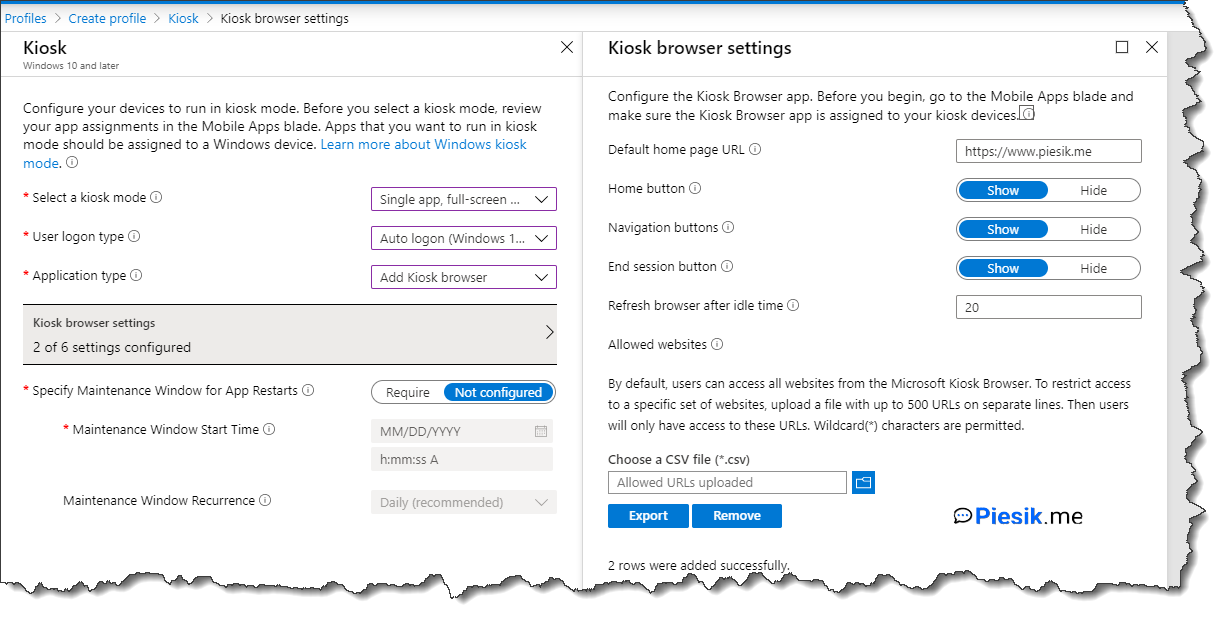 Profiles > Create profile > Kiosk > Kiosk browser settings
Kiosk
Windows 10 and later
Configure your devices to run in kiosk mode. Before you select a kiosk mode, review
your app assignments in the Mobile Apps blade. Apps that you want to run in kiosk
mode should be assigned to a Windows device. Learn more about Windows kiosk
mode.
* Select a kiosk mode
Single app, full-screen ...
* User logon type
Auto logon (Windows 1...
* Application type
Add Kiosk browser
Kiosk browser settings
2 of 6 settings configured
* Specify Maintenance Window for App Restarts
Require
Not configured
* Maintenance Window Start Time
MM/DD/YYYY
h:mm:ss A
Maintenance Window Recurrence
Daily (recommended)
Kiosk browser settings
Configure the Kiosk Browser app. Before you begin, go to the Mobile Apps blade and
make sure the Kiosk Browser app is assigned to your kiosk devices.
Default home page URL
https://www.piesik.me
Home button
Show
Hide
Navigation buttons
Show
Hide
End session button
Show
Hide
Refresh browser after idle time
20
Allowed websites
By default, users can access all websites from the Microsoft Kiosk Browser. To restrict access
to a specific set of websites, upload a file with up to 500 URLs on separate lines. Then users
will only have access to these URLs. Wildcard(*) characters are permitted.
Choose a CSV file (*.csv)
Allowed URLs uploaded
Export
Remove
Piesik.me
2 rows were added successfully.